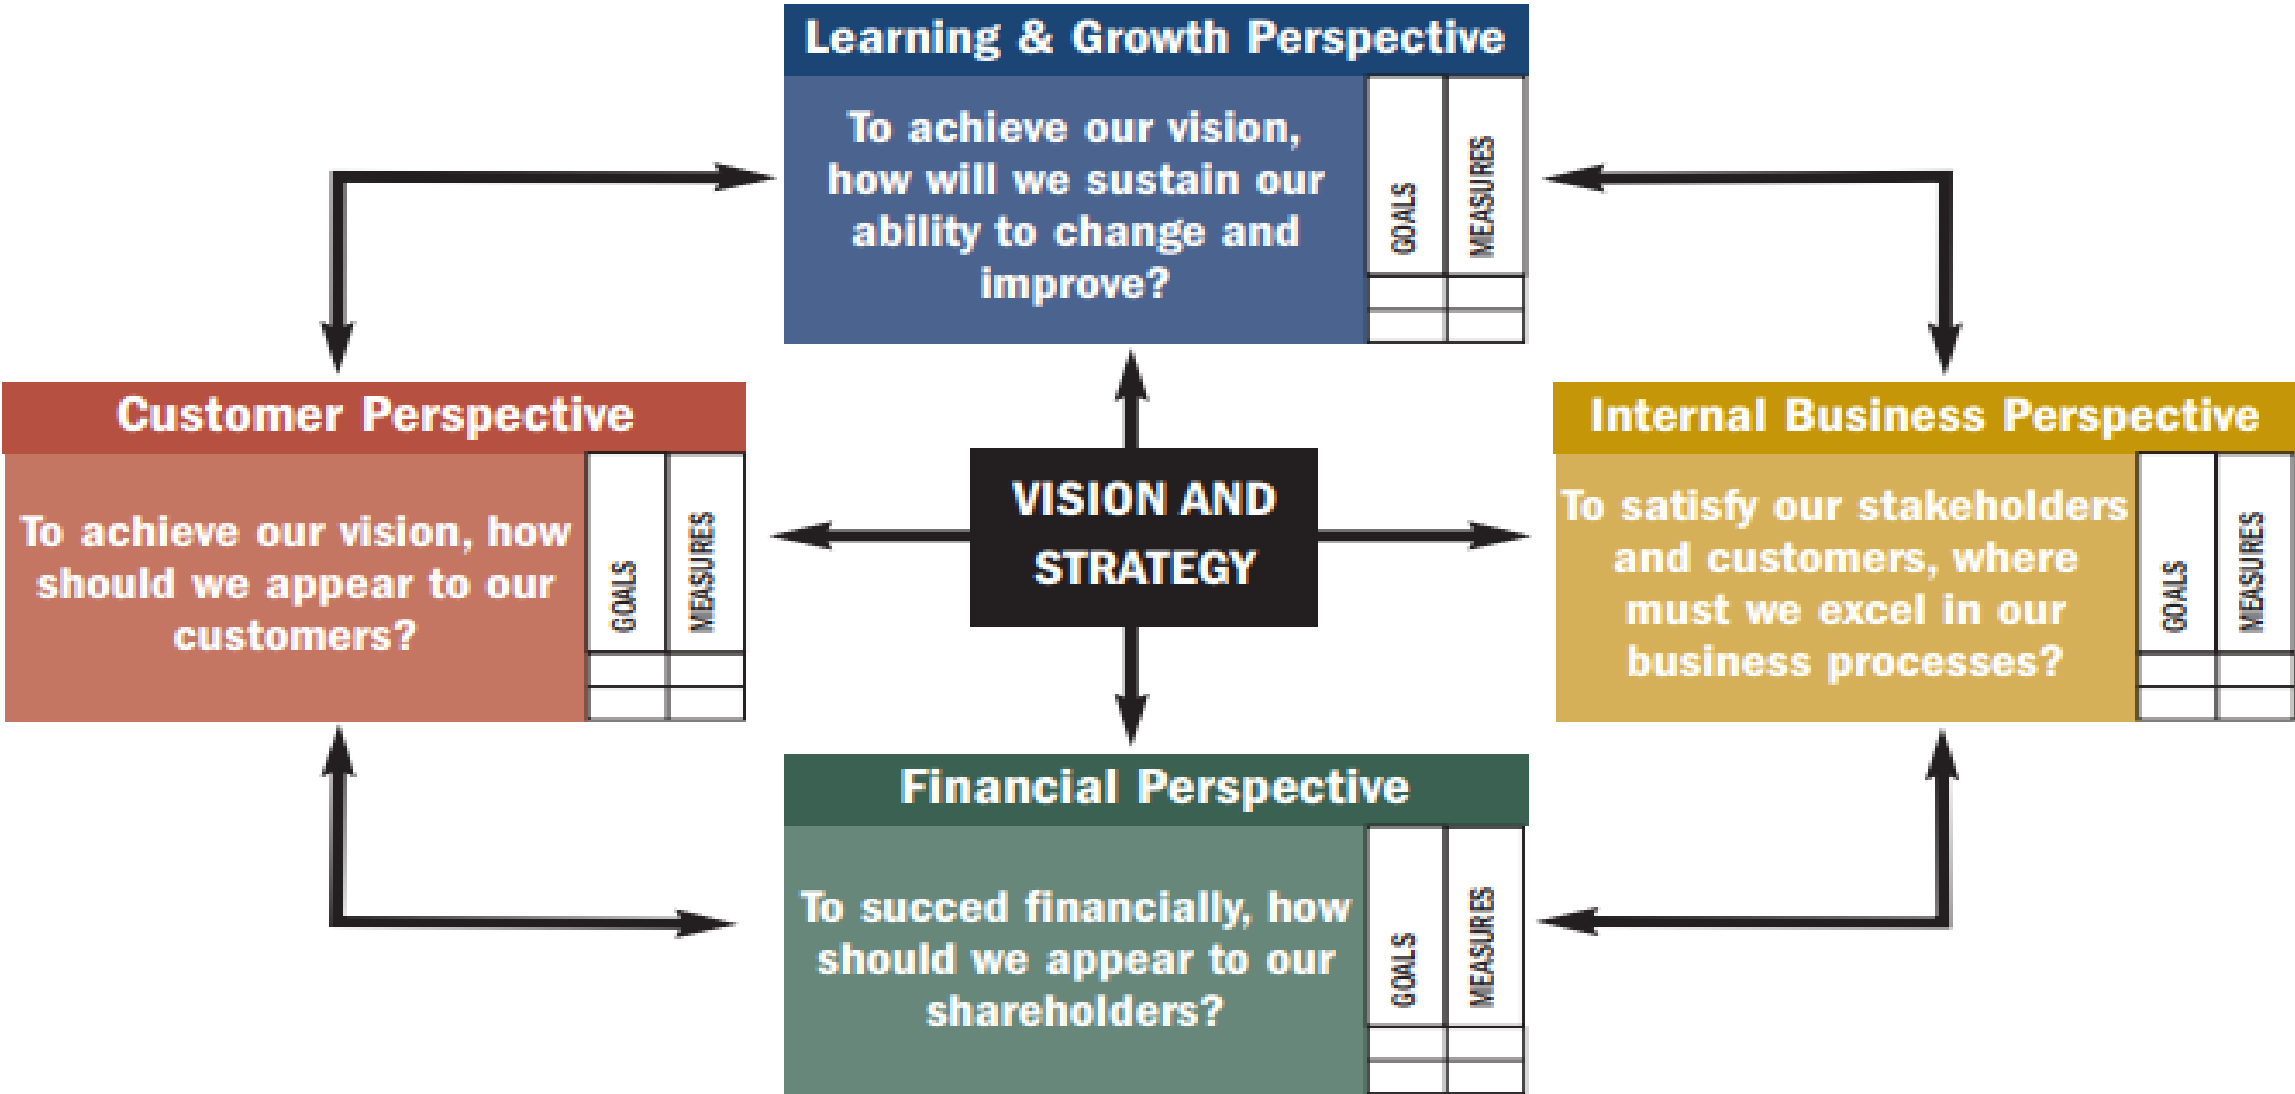 Learning & Growth Perspective
To achieve our vision,
how will we sustain our
ability to change and
improve?
GOALS
MEASURES
Customer Perspective
To achieve our vision, how
should we appear to our
customers?
GOALS
MEASURES
VISION AND
STRATEGY
Internal Business Perspective
To satisfy our stakeholders
and customers, where
must we excel in our
business processes?
GOALS
MEASURES
Financial Perspective
To succed financially, how
should we appear to our
shareholders?
GOALS
MEASURES